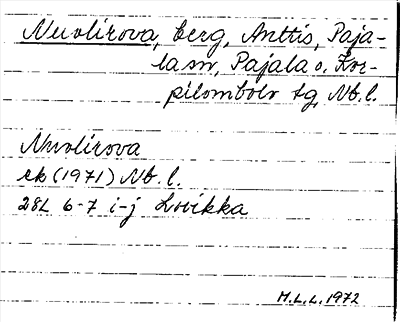 Nuolirova, berg, Anttis, Paja-
la sn, Pajala o. Kor-
pilombolo tg, Nb. l.
Nuolirova
ek (1971) Nb. l.
28L 6-7 i-j Lovikka
M.L.L. 1972